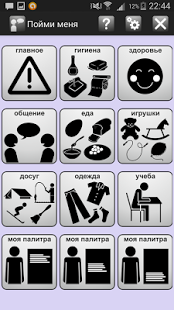 22:44
Пойми меня ? ×
главное гигиена здоровье
общение еда игрушки
досуг одежда учеба
моя палитра моя палитра моя палитра